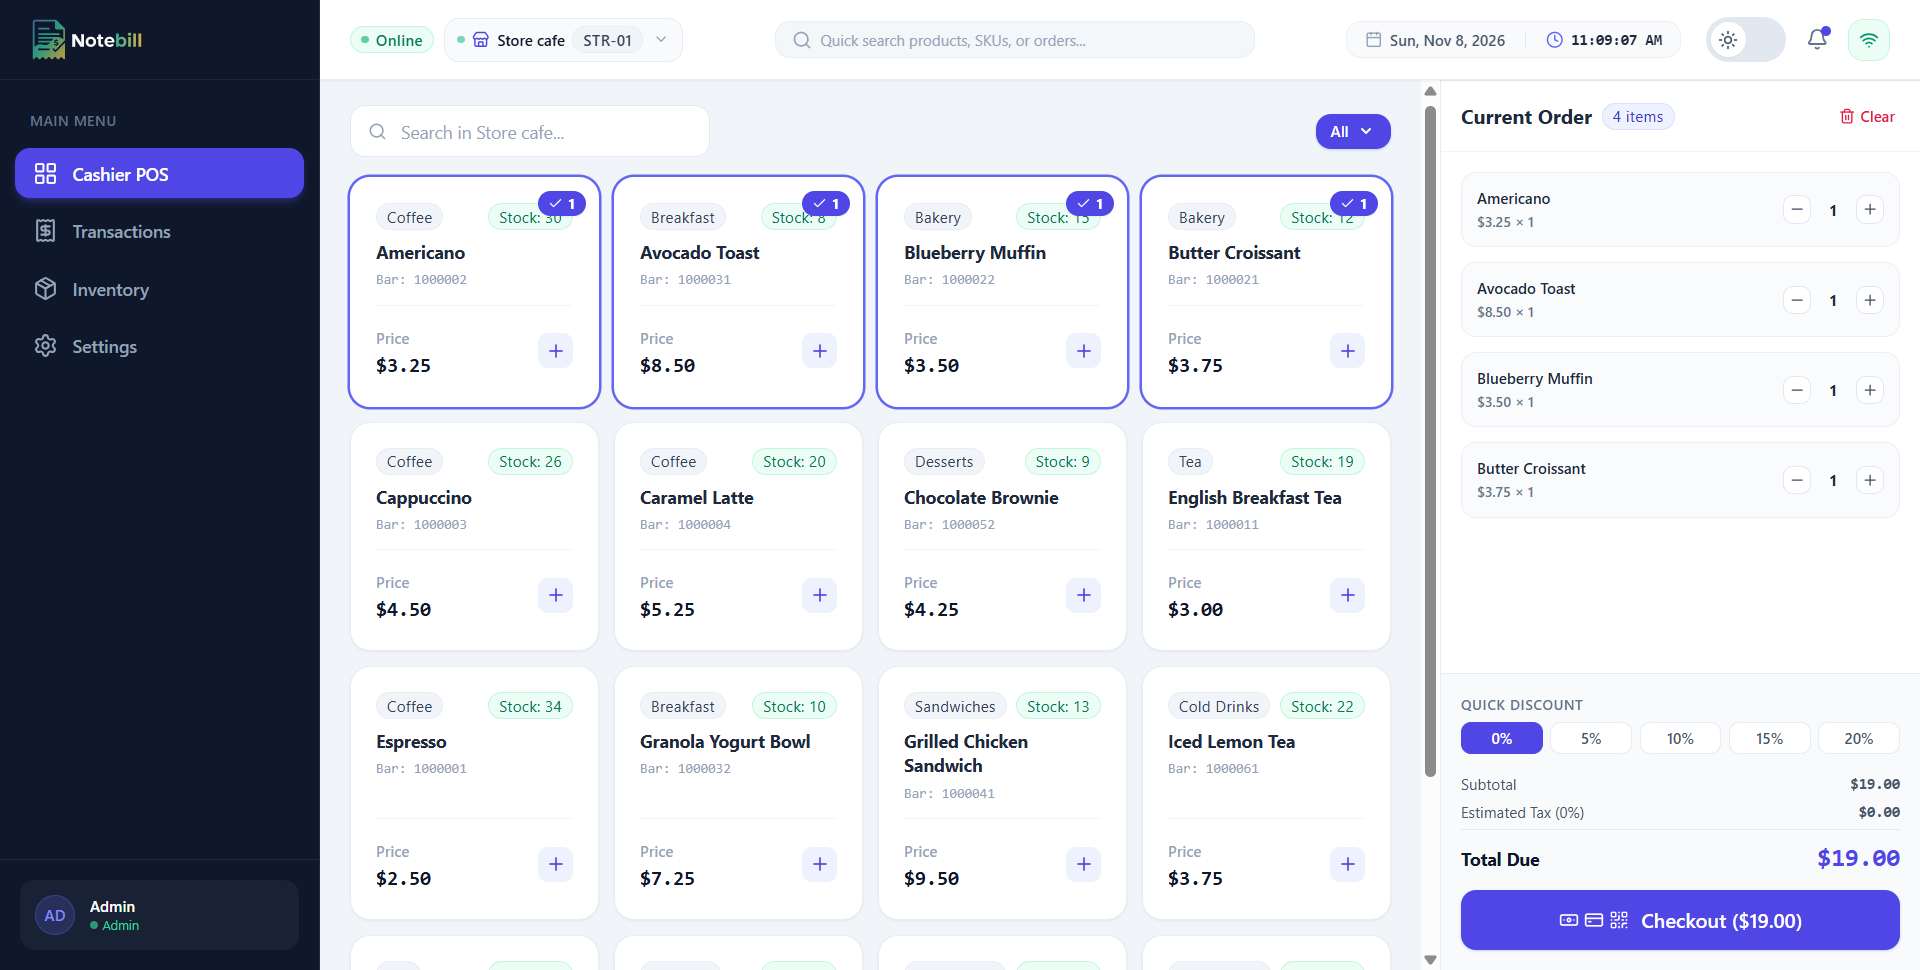 Notebill
Online
Store cafe STR-01
Quick search products, SKUs, or orders...
Sun, Nov 8, 2026
11:09:07 AM
MAIN MENU
Cashier POS
Transactions
Inventory
Settings
AD
Admin
Admin
Search in Store cafe...
All
Coffee Stock: 30 1
Americano
Bar: 1000002
Price
$3.25
Breakfast Stock: 8 1
Avocado Toast
Bar: 1000031
Price
$8.50
Bakery Stock: 15 1
Blueberry Muffin
Bar: 1000022
Price
$3.50
Bakery Stock: 12 1
Butter Croissant
Bar: 1000021
Price
$3.75
Coffee Stock: 26
Cappuccino
Bar: 1000003
Price
$4.50
Coffee Stock: 20
Caramel Latte
Bar: 1000004
Price
$5.25
Desserts Stock: 9
Chocolate Brownie
Bar: 1000052
Price
$4.25
Tea Stock: 19
English Breakfast Tea
Bar: 1000011
Price
$3.00
Coffee Stock: 34
Espresso
Bar: 1000001
Price
$2.50
Breakfast Stock: 10
Granola Yogurt Bowl
Bar: 1000032
Price
$7.25
Sandwiches Stock: 13
Grilled Chicken
Sandwich
Bar: 1000041
Price
$9.50
Cold Drinks Stock: 22
Iced Lemon Tea
Bar: 1000061
Price
$3.75
Current Order 4 items Clear
Americano
$3.25 × 1
1
Avocado Toast
$8.50 × 1
1
Blueberry Muffin
$3.50 × 1
1
Butter Croissant
$3.75 × 1
1
QUICK DISCOUNT
0% 5% 10% 15% 20%
Subtotal $19.00
Estimated Tax (0%) $0.00
Total Due $19.00
Checkout ($19.00)